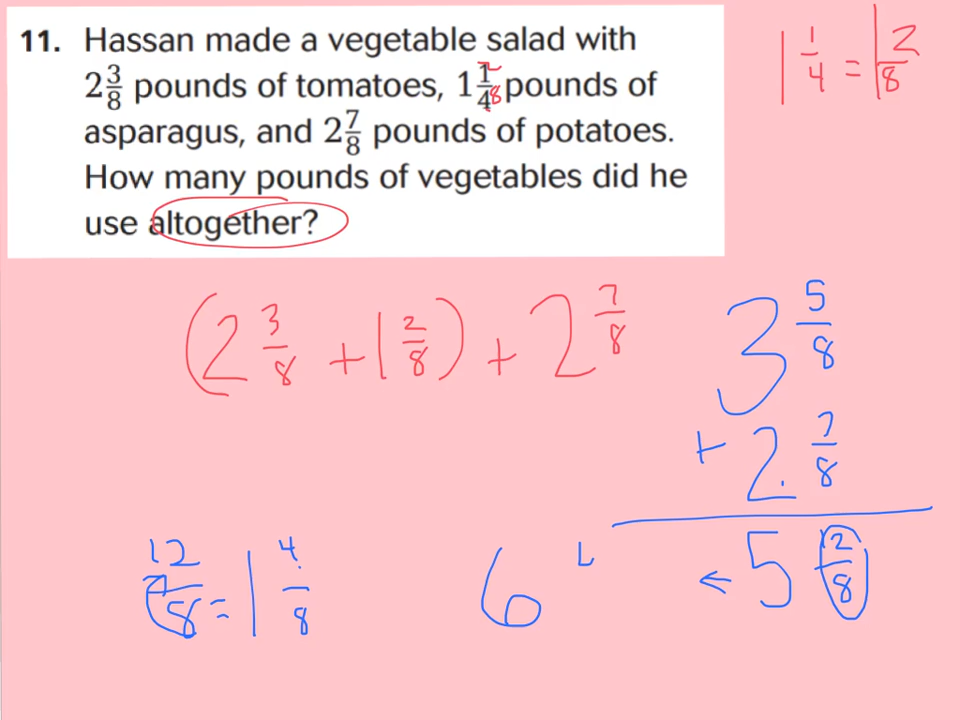 11. Hassan made a vegetable salad with
2 3/8 pounds of tomatoes, 1 1/4 2/8 pounds of
asparagus, and 2 7/8 pounds of potatoes.
How many pounds of vegetables did he
use altogether?
1 1/4 = 1 2/8
(2 3/8 + 1 2/8) + 2 7/8
3 5/8
+ 2 7/8
← 5 12/8
12/8 = 1 4/8
6